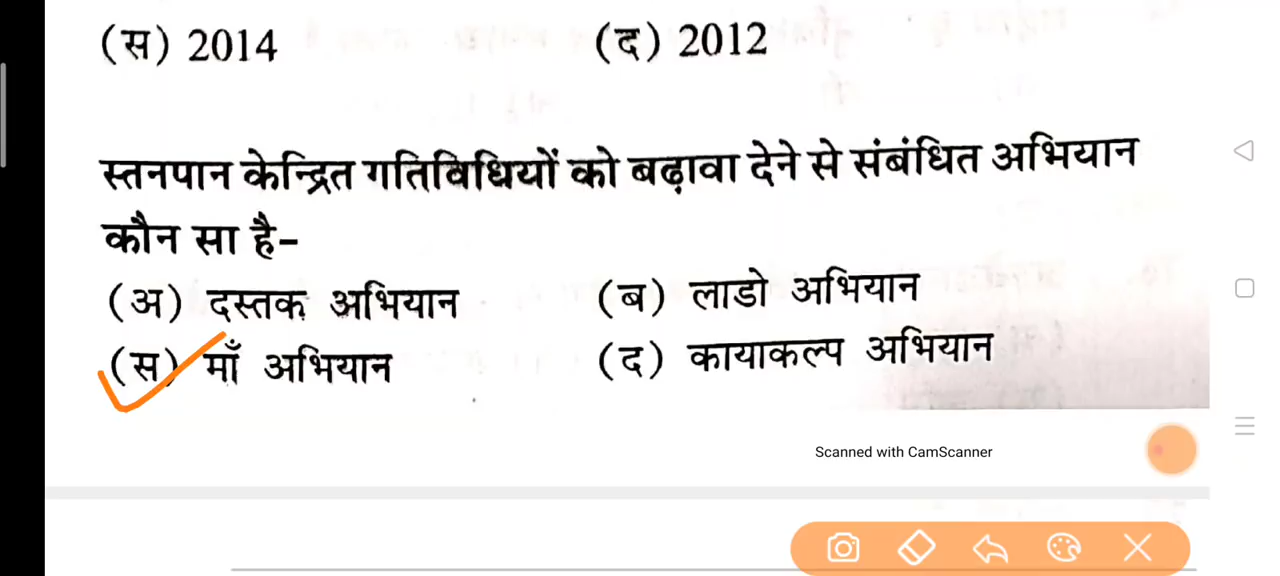 (स) 2014 (द) 2012
स्तनपान केन्द्रित गतिविधियों को बढ़ावा देने से संबंधित अभियान
कौन सा है-
(अ) दस्तक अभियान (ब) लाडो अभियान
(स) माँ अभियान (द) कायाकल्प अभियान
Scanned with CamScanner